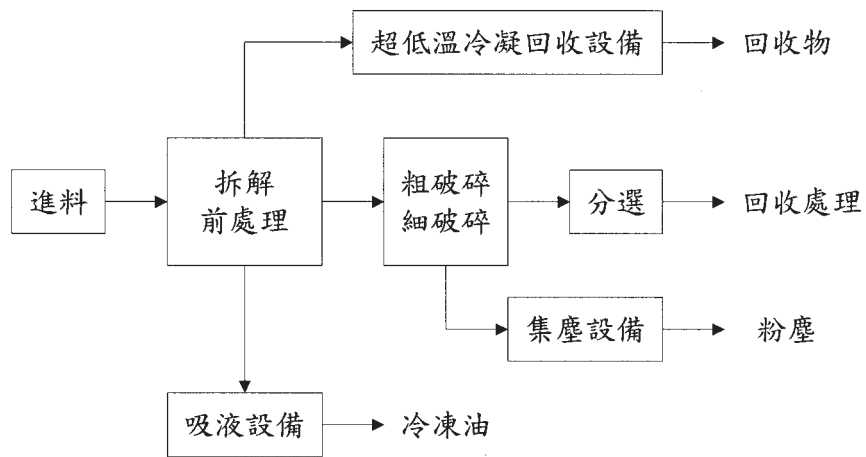 超低溫冷凝回收設備
回收物
進料
拆解
前處理
粗破碎
細破碎
分選
回收處理
集塵設備
粉塵
吸液設備
冷凍油